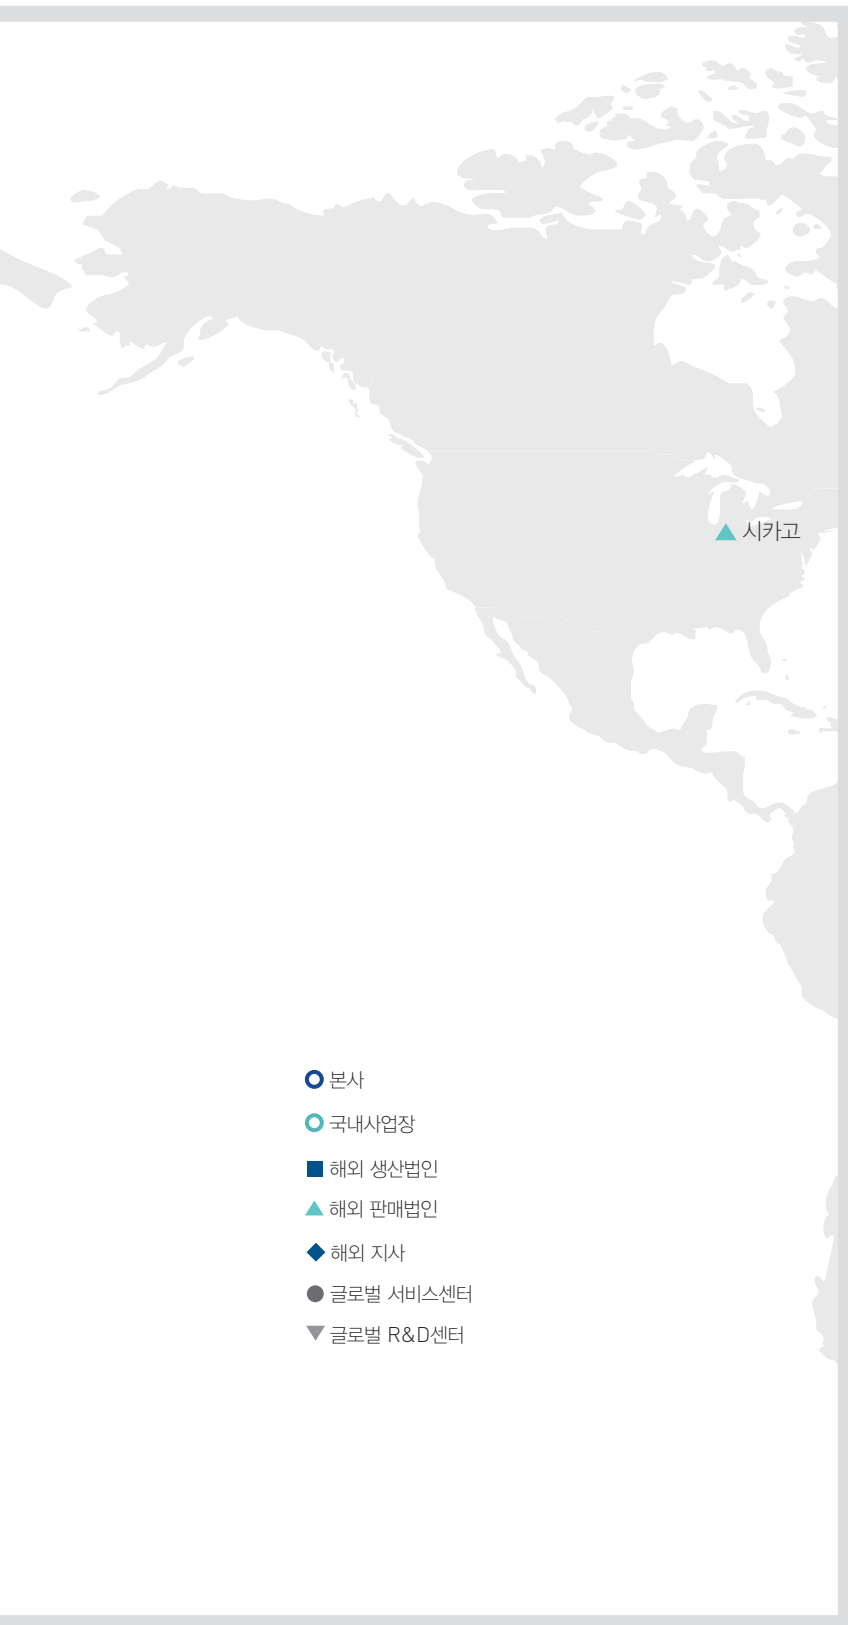 시카고
본사
국내사업장
해외 생산법인
해외 판매법인
해외 지사
글로벌 서비스센터
글로벌 R&D센터